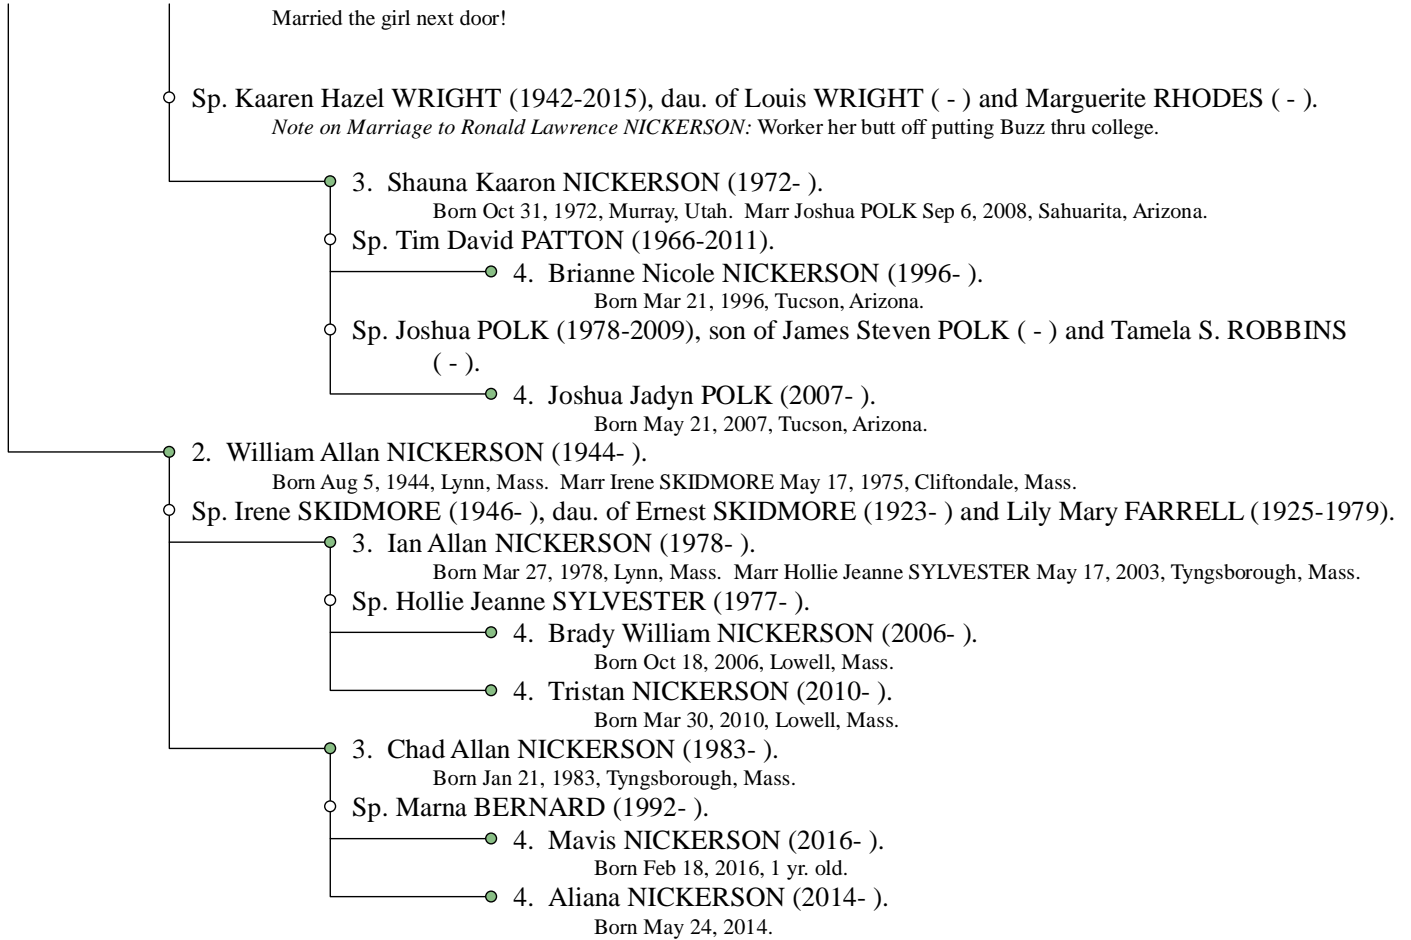 Married the girl next door!
Sp. Kaaren Hazel WRIGHT (1942-2015), dau. of Louis WRIGHT ( - ) and Marguerite RHODES ( - ).
Note on Marriage to Ronald Lawrence NICKERSON: Worker her butt off putting Buzz thru college.
3. Shauna Kaaron NICKERSON (1972- ).
Born Oct 31, 1972, Murray, Utah. Marr Joshua POLK Sep 6, 2008, Sahuarita, Arizona.
Sp. Tim David PATTON (1966-2011).
4. Brianne Nicole NICKERSON (1996- ).
Born Mar 21, 1996, Tucson, Arizona.
Sp. Joshua POLK (1978-2009), son of James Steven POLK ( - ) and Tamela S. ROBBINS
( - ).
4. Joshua Jadyn POLK (2007- ).
Born May 21, 2007, Tucson, Arizona.
2. William Allan NICKERSON (1944- ).
Born Aug 5, 1944, Lynn, Mass. Marr Irene SKIDMORE May 17, 1975, Cliftondale, Mass.
Sp. Irene SKIDMORE (1946- ), dau. of Ernest SKIDMORE (1923- ) and Lily Mary FARRELL (1925-1979).
3. Ian Allan NICKERSON (1978- ).
Born Mar 27, 1978, Lynn, Mass. Marr Hollie Jeanne SYLVESTER May 17, 2003, Tyngsborough, Mass.
Sp. Hollie Jeanne SYLVESTER (1977- ).
4. Brady William NICKERSON (2006- ).
Born Oct 18, 2006, Lowell, Mass.
4. Tristan NICKERSON (2010- ).
Born Mar 30, 2010, Lowell, Mass.
3. Chad Allan NICKERSON (1983- ).
Born Jan 21, 1983, Tyngsborough, Mass.
Sp. Marna BERNARD (1992- ).
4. Mavis NICKERSON (2016- ).
Born Feb 18, 2016, 1 yr. old.
4. Aliana NICKERSON (2014- ).
Born May 24, 2014.